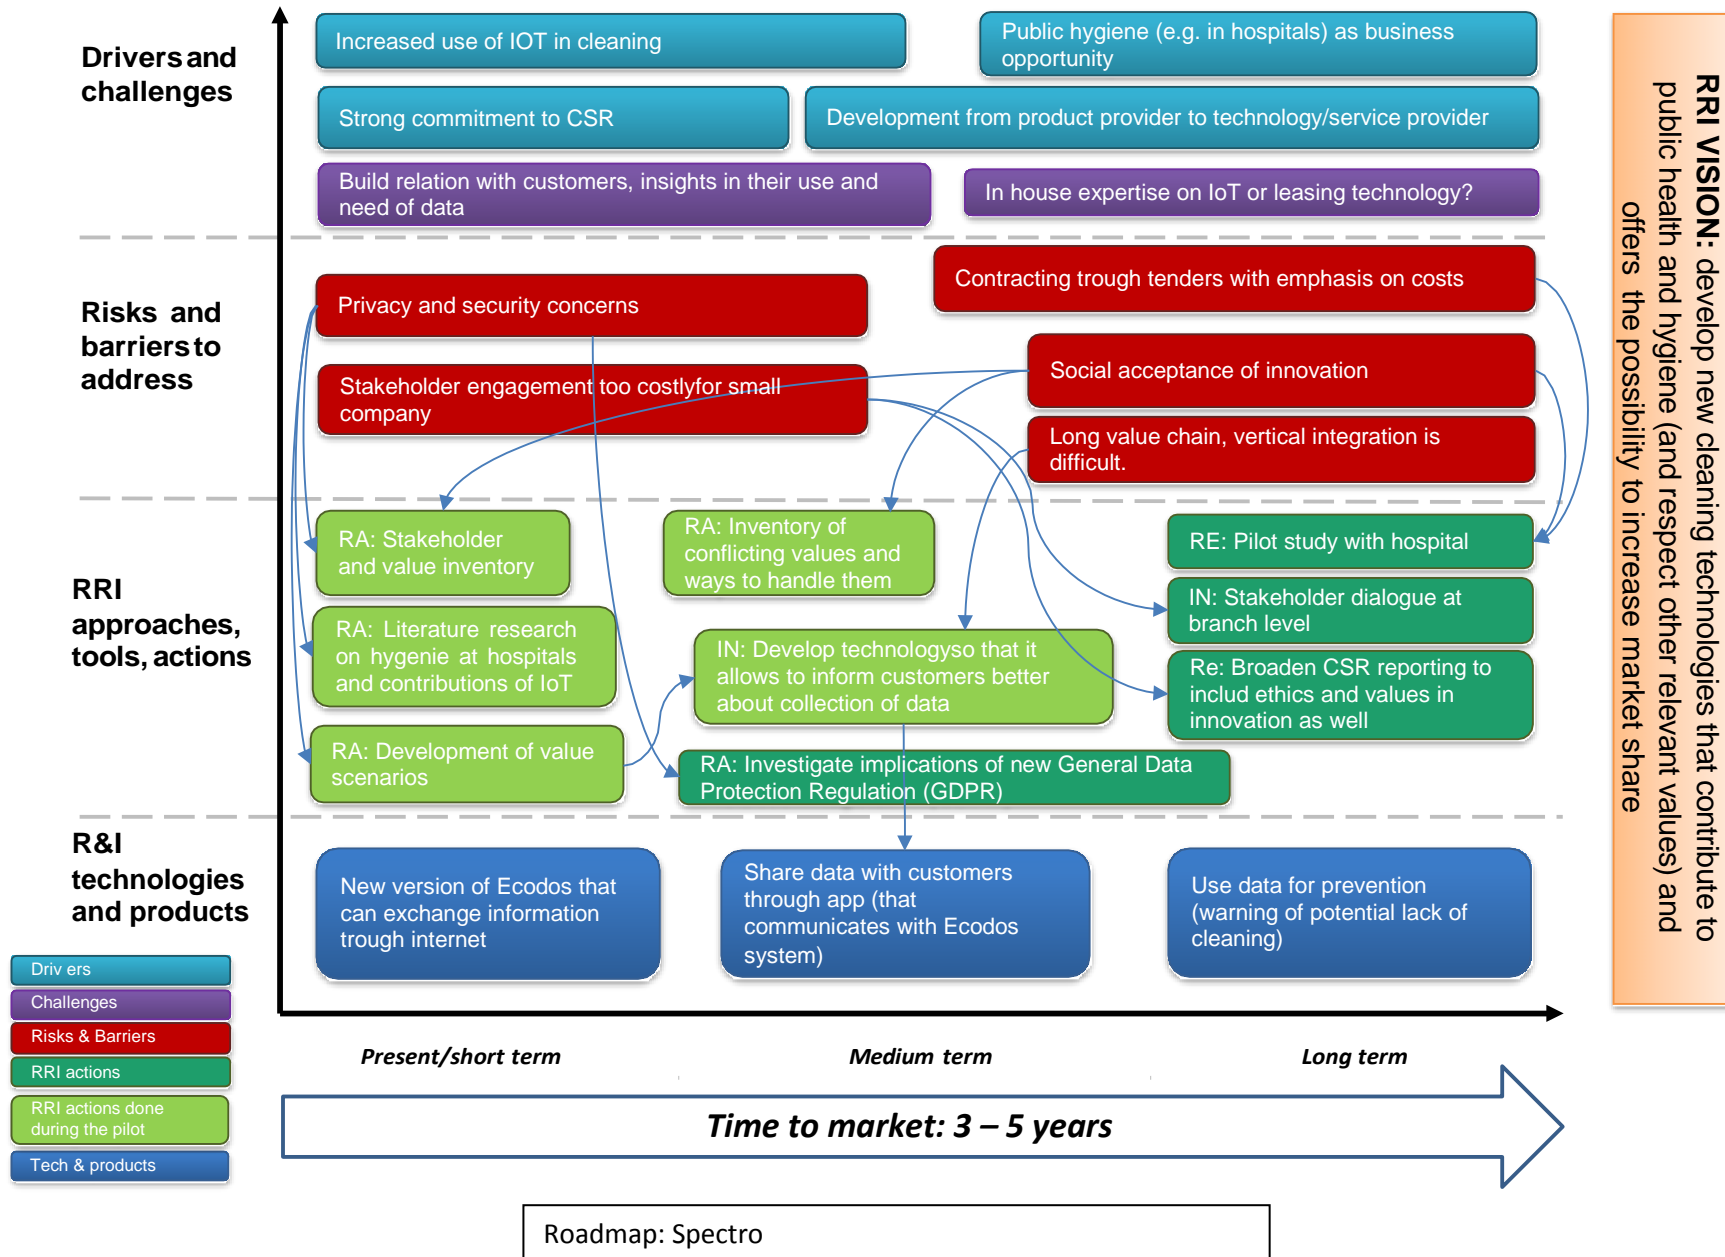 Drivers and
challenges
Increased use of IOT in cleaning
Public hygiene (e.g. in hospitals) as business
opportunity
Strong commitment to CSR
Development from product provider to technology/service provider
Build relation with customers, insights in their use and
need of data
In house expertise on IoT or leasing technology?
Risks and
barriers to
address
Privacy and security concerns
Contracting trough tenders with emphasis on costs
Stakeholder engagement too costlyfor small
company
Social acceptance of innovation
Long value chain, vertical integration is
difficult.
RRI
approaches,
tools, actions
RA: Stakeholder
and value inventory
RA: Inventory of
conflicting values and
ways to handle them
RE: Pilot study with hospital
IN: Stakeholder dialogue at
branch level
RA: Literature research
on hygenie at hospitals
and contributions of IoT
IN: Develop technologyso that it
allows to inform customers better
about collection of data
Re: Broaden CSR reporting to
includ ethics and values in
innovation as well
RA: Development of value
scenarios
RA: Investigate implications of new General Data
Protection Regulation (GDPR)
R&I
technologies
and products
New version of Ecodos that
can exchange information
trough internet
Share data with customers
through app (that
communicates with Ecodos
system)
Use data for prevention
(warning of potential lack of
cleaning)
Driv ers
Challenges
Risks & Barriers
RRI actions
RRI actions done
during the pilot
Tech & products
Present/short term
Medium term
Long term
Time to market: 3 – 5 years
Roadmap: Spectro
RRI VISION: develop new cleaning technologies that contribute to
public health and hygiene (and respect other relevant values) and
offers the possibility to increase market share